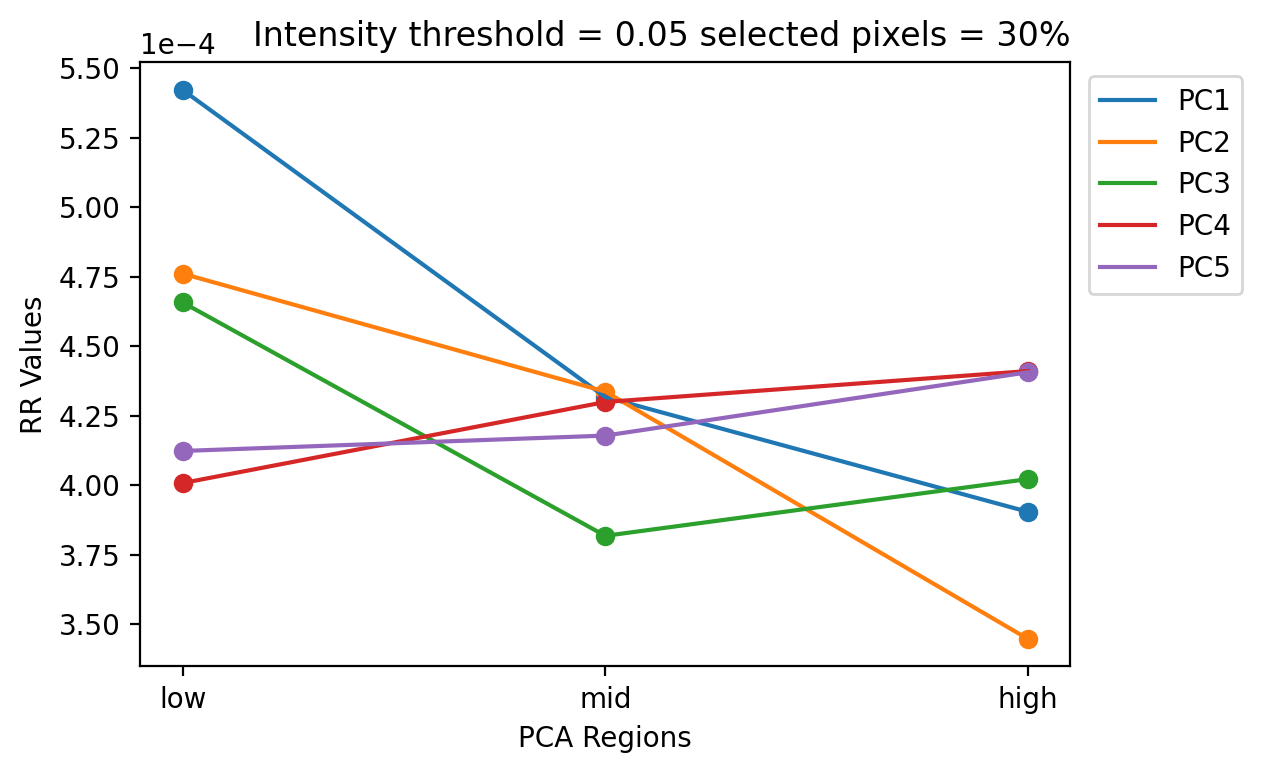 Intensity threshold = 0.05 selected pixels = 30%
1e−4
5.50
5.25
5.00
4.75
4.50
4.25
4.00
3.75
3.50
RR Values
low
mid
high
PCA Regions
PC1
PC2
PC3
PC4
PC5